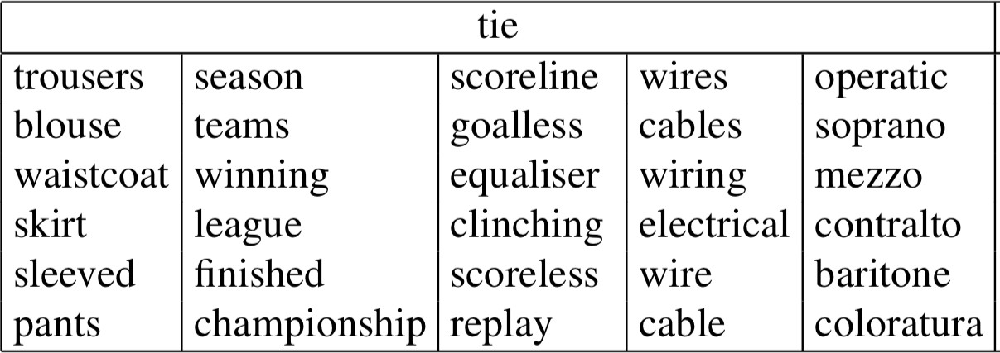 tie
trousers season scoreline wires operatic
blouse teams goalless cables soprano
waistcoat winning equaliser wiring mezzo
skirt league clinching electrical contralto
sleeved finished scoreless wire baritone
pants championship replay cable coloratura